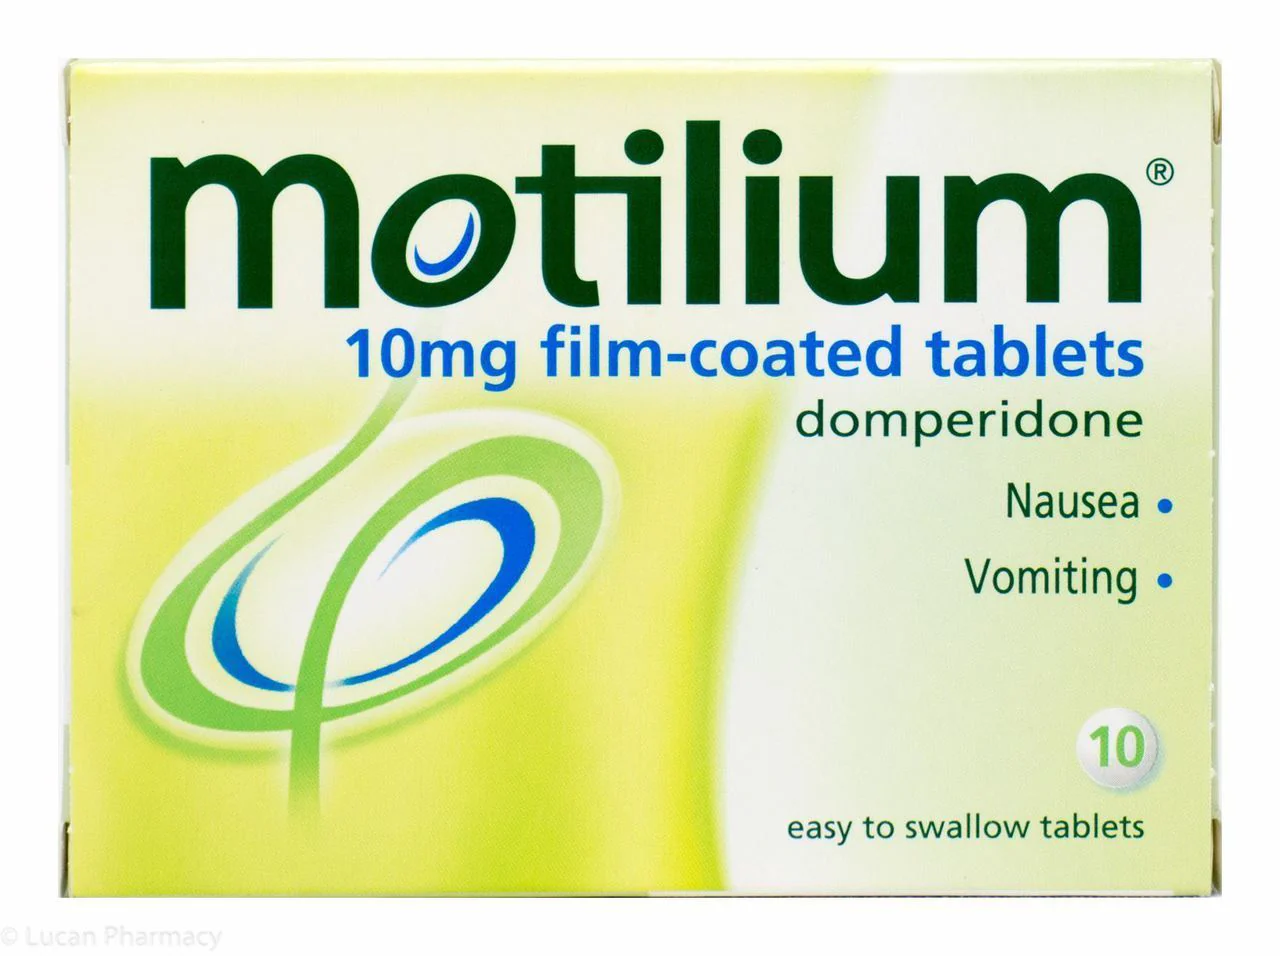 motilium®
10mg film-coated tablets
domperidone
Nausea •
Vomiting •
10
easy to swallow tablets
© Lucan Pharmacy